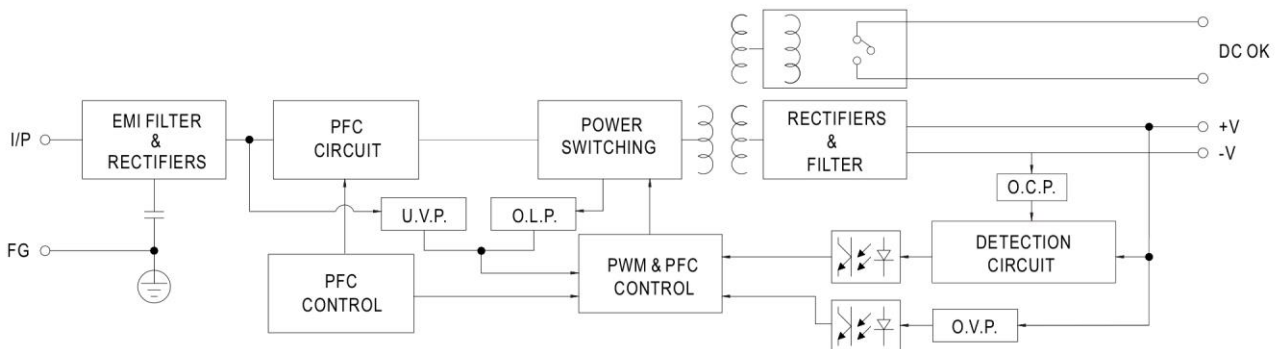 DC OK
I/P
EMI FILTER
&
RECTIFIERS
PFC
CIRCUIT
POWER
SWITCHING
RECTIFIERS
&
FILTER
+V
-V
O.C.P.
U.V.P.
O.L.P.
FG
PFC
CONTROL
PWM & PFC
CONTROL
DETECTION
CIRCUIT
O.V.P.